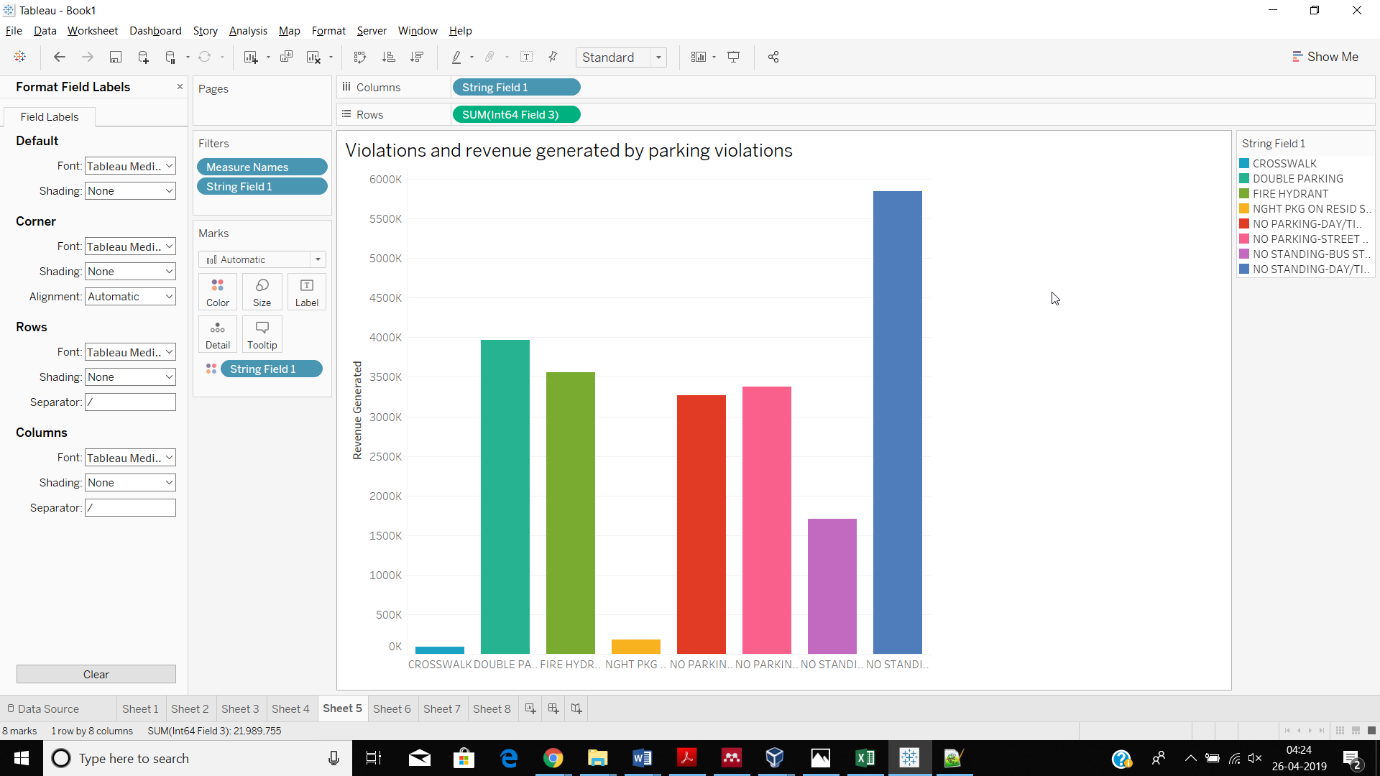 Tableau - Book1
File Data Worksheet Dashboard Story Analysis Map Format Server Window Help
Standard
Show Me
Format Field Labels ×
Field Labels
Default
Font: Tableau Medi..
Shading: None
Corner
Font: Tableau Medi..
Shading: None
Alignment: Automatic
Rows
Font: Tableau Medi..
Shading: None
Separator: /
Columns
Font: Tableau Medi..
Shading: None
Separator: /
Clear
Pages
Filters
Measure Names
String Field 1
Marks
Automatic
Color Size Label
Detail Tooltip
String Field 1
Columns String Field 1
Rows SUM(Int64 Field 3)
Violations and revenue generated by parking violations
Revenue Generated
6000K
5500K
5000K
4500K
4000K
3500K
3000K
2500K
2000K
1500K
1000K
500K
0K
CROSSWALK DOUBLE PA.. FIRE HYDR.. NGHT PKG .. NO PARKIN.. NO PARKIN.. NO STANDI.. NO STANDI..
String Field 1
CROSSWALK
DOUBLE PARKING
FIRE HYDRANT
NGHT PKG ON RESID S..
NO PARKING-DAY/TI..
NO PARKING-STREET ..
NO STANDING-BUS ST..
NO STANDING-DAY/TI..
Data Source Sheet 1 Sheet 2 Sheet 3 Sheet 4 Sheet 5 Sheet 6 Sheet 7 Sheet 8
8 marks 1 row by 8 columns SUM(Int64 Field 3): 21.989.755
Type here to search
04:24
26-04-2019
2